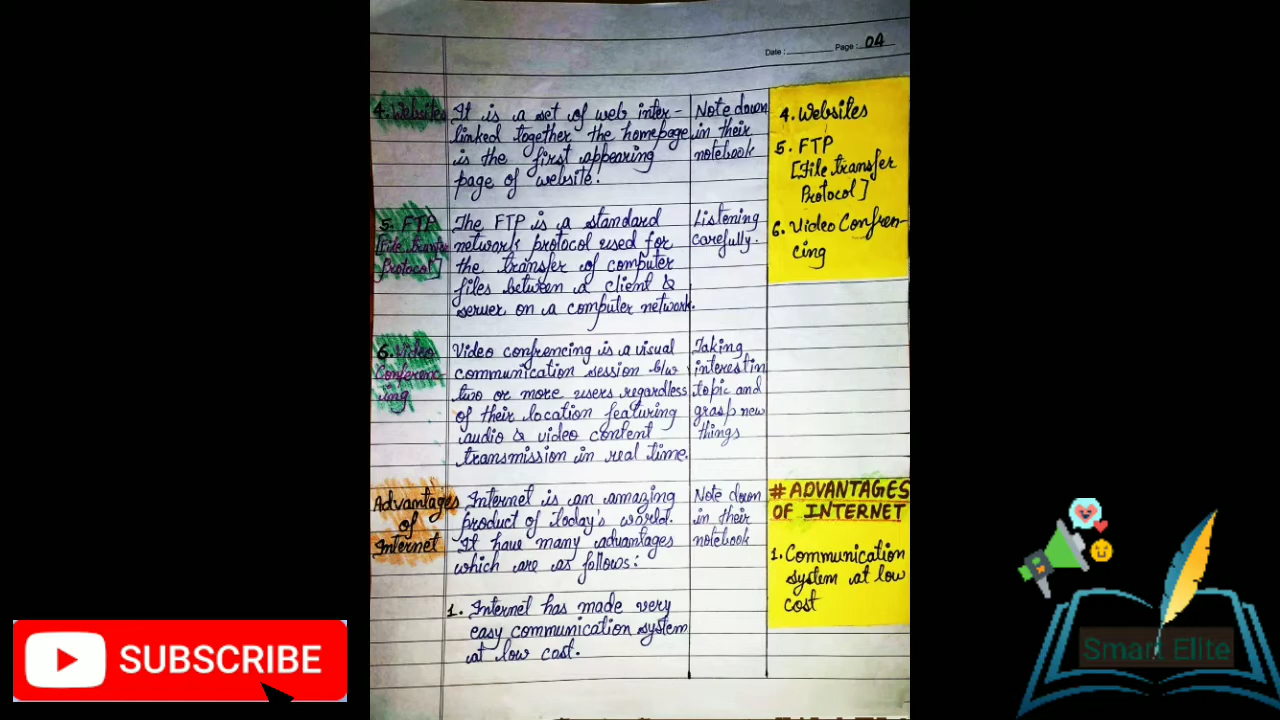 Date : Page : 04
4. Websites
It is a set of web inter-
linked together the homepage
is the first appearing
page of website.
Note down
in their
notebook
4. Websites
5. FTP
[File transfer
Protocol]
6. Video Confren-
cing
5. FTP
[File transfer
Protocol]
The FTP is a standard
network protocol used for
the transfer of computer
files between a client &
server on a computer network.
Listening
carefully.
6. Video
Conferenc-
ing
Video confrencing is a visual
communication session b/w
two or more users regardless
of their location featuring
audio & video content
transmission in real time.
Taking
interest in
topic and
grasp new
things
Advantages
of
Internet
Internet is an amazing
product of today's world.
It have many advantages
which are as follows:
1. Internet has made very
easy communication system
at low cost.
Note down
in their
notebook
# ADVANTAGES
OF INTERNET
1. Communication
system at low
cost
SUBSCRIBE
Smart Elite